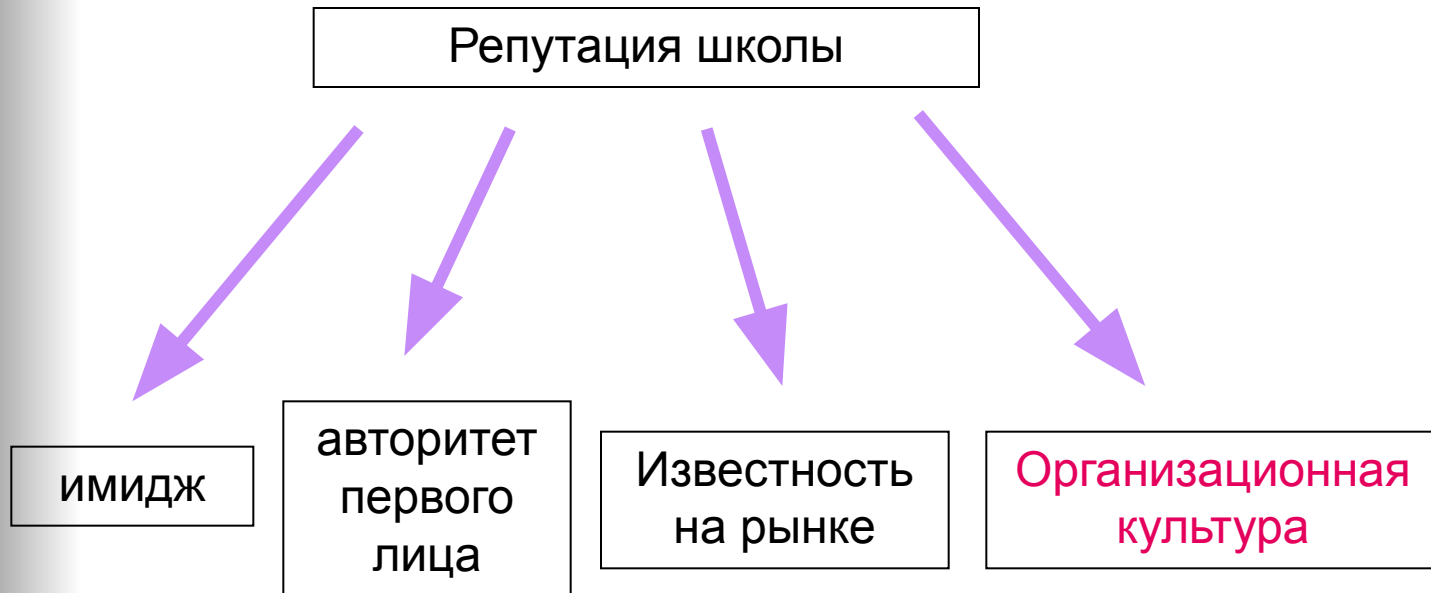 Репутация школы
имидж
авторитет
первого
лица
Известность
на рынке
Организационная
культура